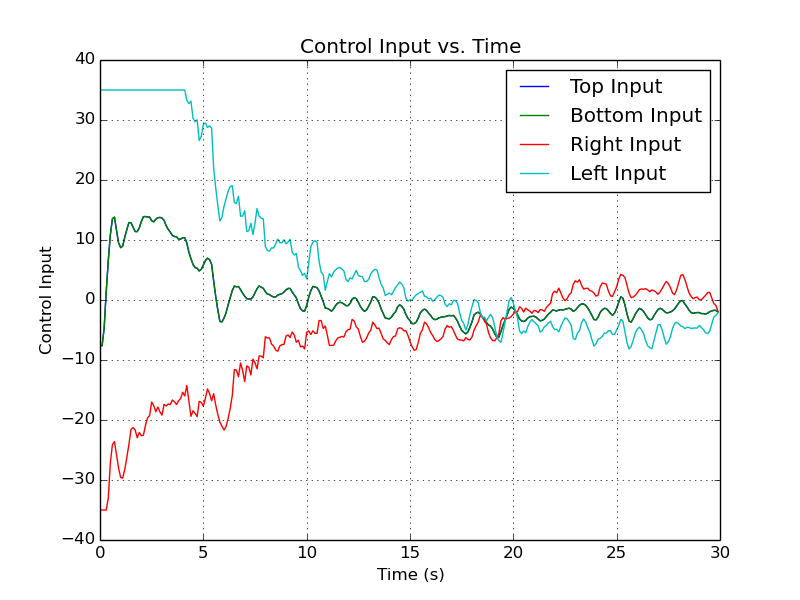 Control Input vs. Time
Top Input
Bottom Input
Right Input
Left Input
Control Input
40
30
20
10
0
−10
−20
−30
−40
0
5
10
15
20
25
30
Time (s)